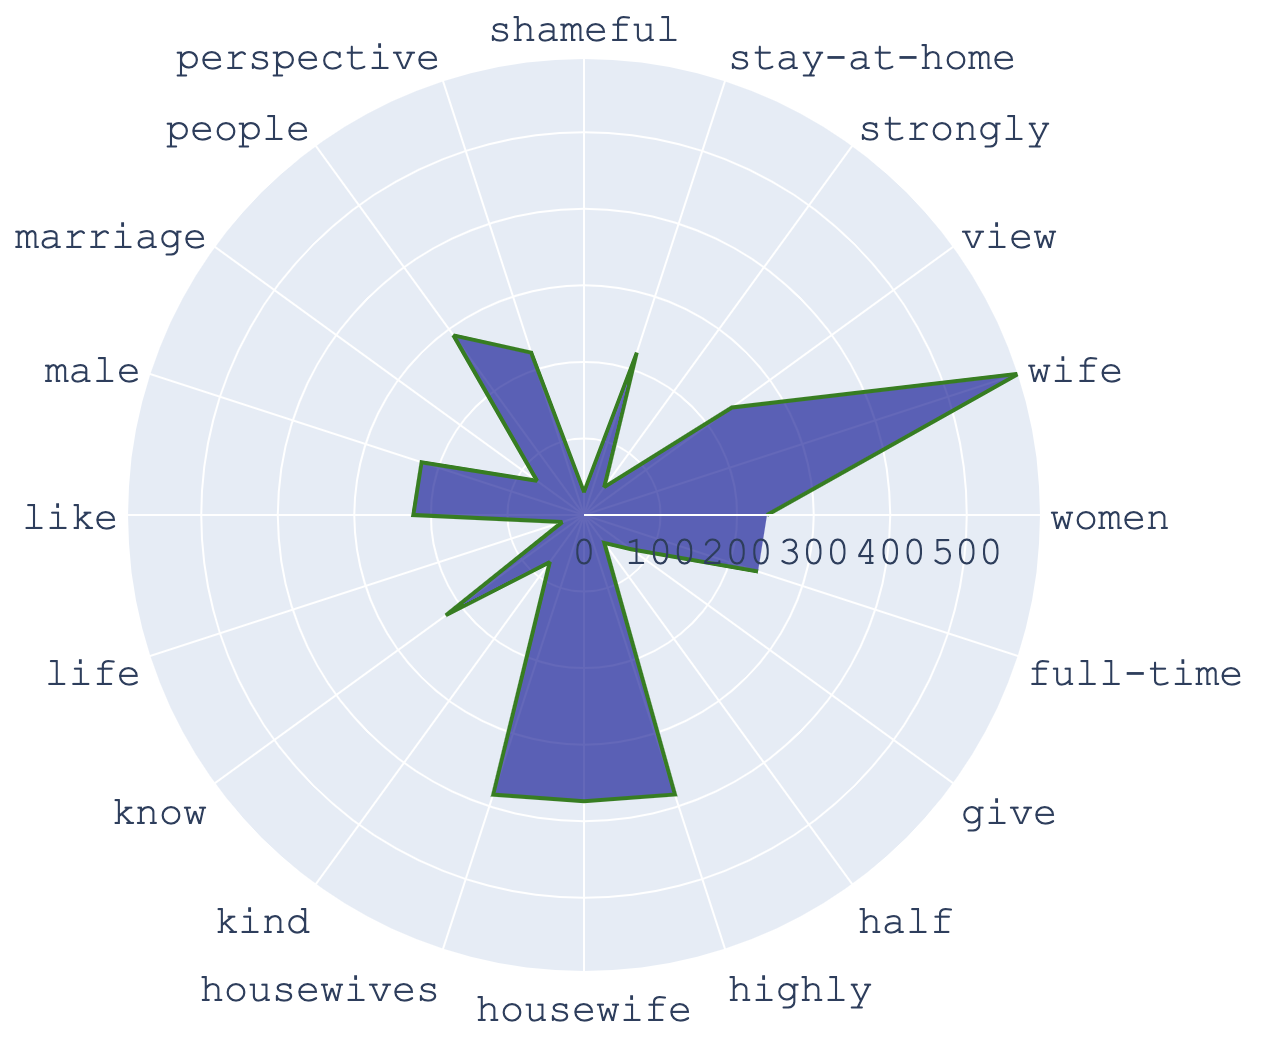 shameful
perspective
stay-at-home
people
strongly
marriage
view
male
wife
like
women
0 100 200 300 400 500
life
full-time
know
give
kind
half
housewives
highly
housewife